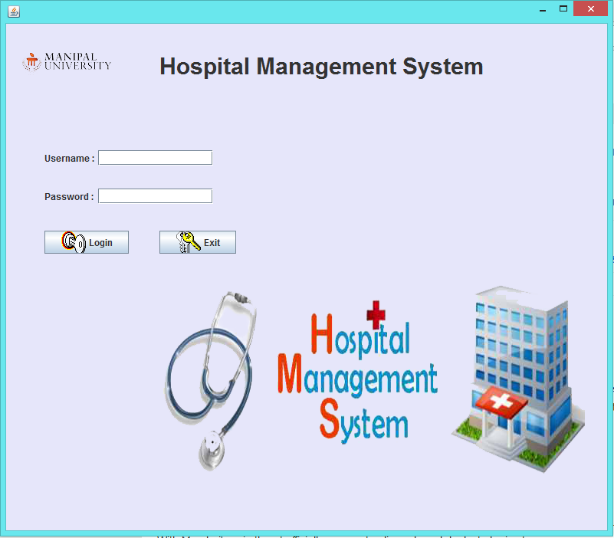 MANIPAL
UNIVERSITY
Hospital Management System
Username :
Password :
Login
Exit
Hospital
Management
System